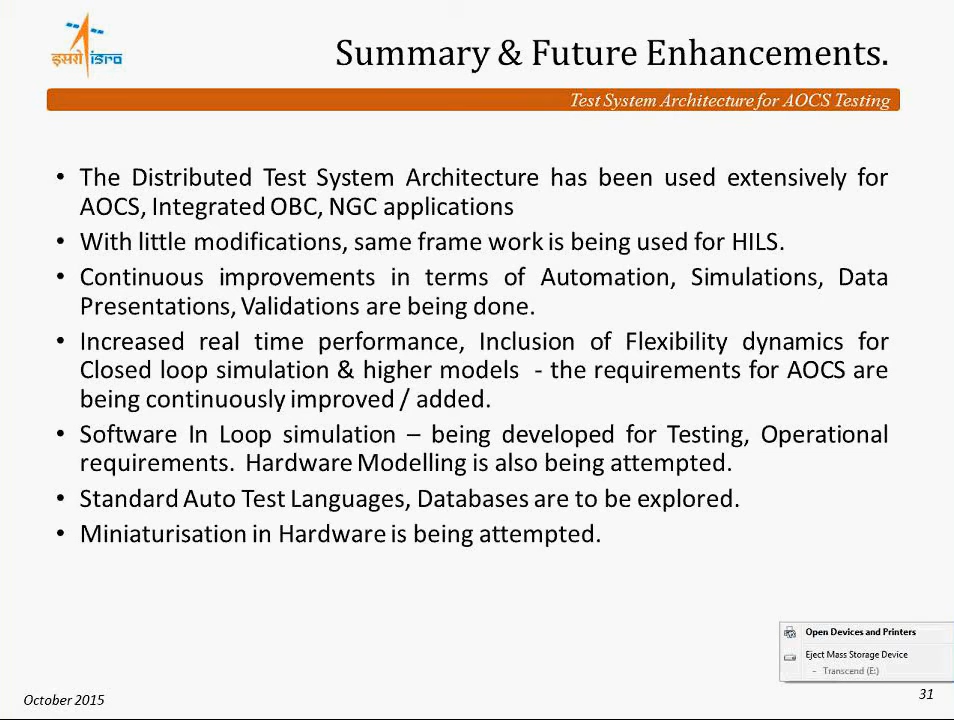 इसरो isro
Summary & Future Enhancements.
Test System Architecture for AOCS Testing
• The Distributed Test System Architecture has been used extensively for
AOCS, Integrated OBC, NGC applications
• With little modifications, same frame work is being used for HILS.
• Continuous improvements in terms of Automation, Simulations, Data
Presentations, Validations are being done.
• Increased real time performance, Inclusion of Flexibility dynamics for
Closed loop simulation & higher models - the requirements for AOCS are
being continuously improved / added.
• Software In Loop simulation – being developed for Testing, Operational
requirements. Hardware Modelling is also being attempted.
• Standard Auto Test Languages, Databases are to be explored.
• Miniaturisation in Hardware is being attempted.
Open Devices and Printers
Eject Mass Storage Device
- Transcend (E:)
October 2015
31